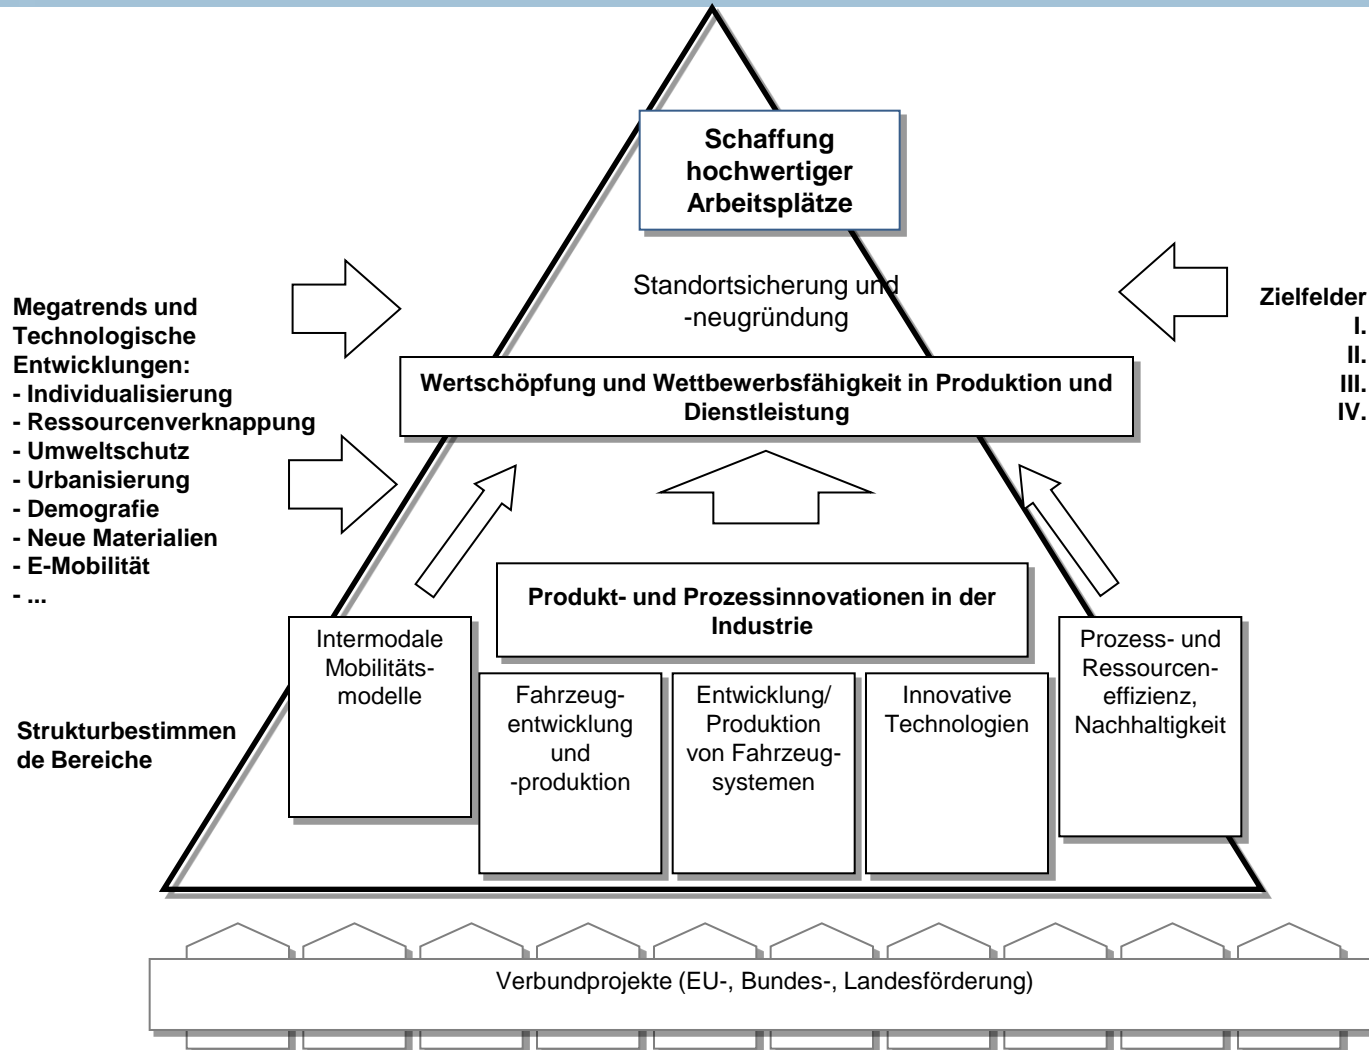 Schaffung
hochwertiger
Arbeitsplätze
Standortsicherung und
-neugründung
Megatrends und
Technologische
Entwicklungen:
- Individualisierung
- Ressourcenverknappung
- Umweltschutz
- Urbanisierung
- Demografie
- Neue Materialien
- E-Mobilität
- ...
Zielfelder
I.
II.
III.
IV.
Wertschöpfung und Wettbewerbsfähigkeit in Produktion und
Dienstleistung
Produkt- und Prozessinnovationen in der
Industrie
Strukturbestimmen
de Bereiche
Intermodale
Mobilitäts-
modelle
Fahrzeug-
entwicklung
und
-produktion
Entwicklung/
Produktion
von Fahrzeug-
systemen
Innovative
Technologien
Prozess- und
Ressourcen-
effizienz,
Nachhaltigkeit
Verbundprojekte (EU-, Bundes-, Landesförderung)